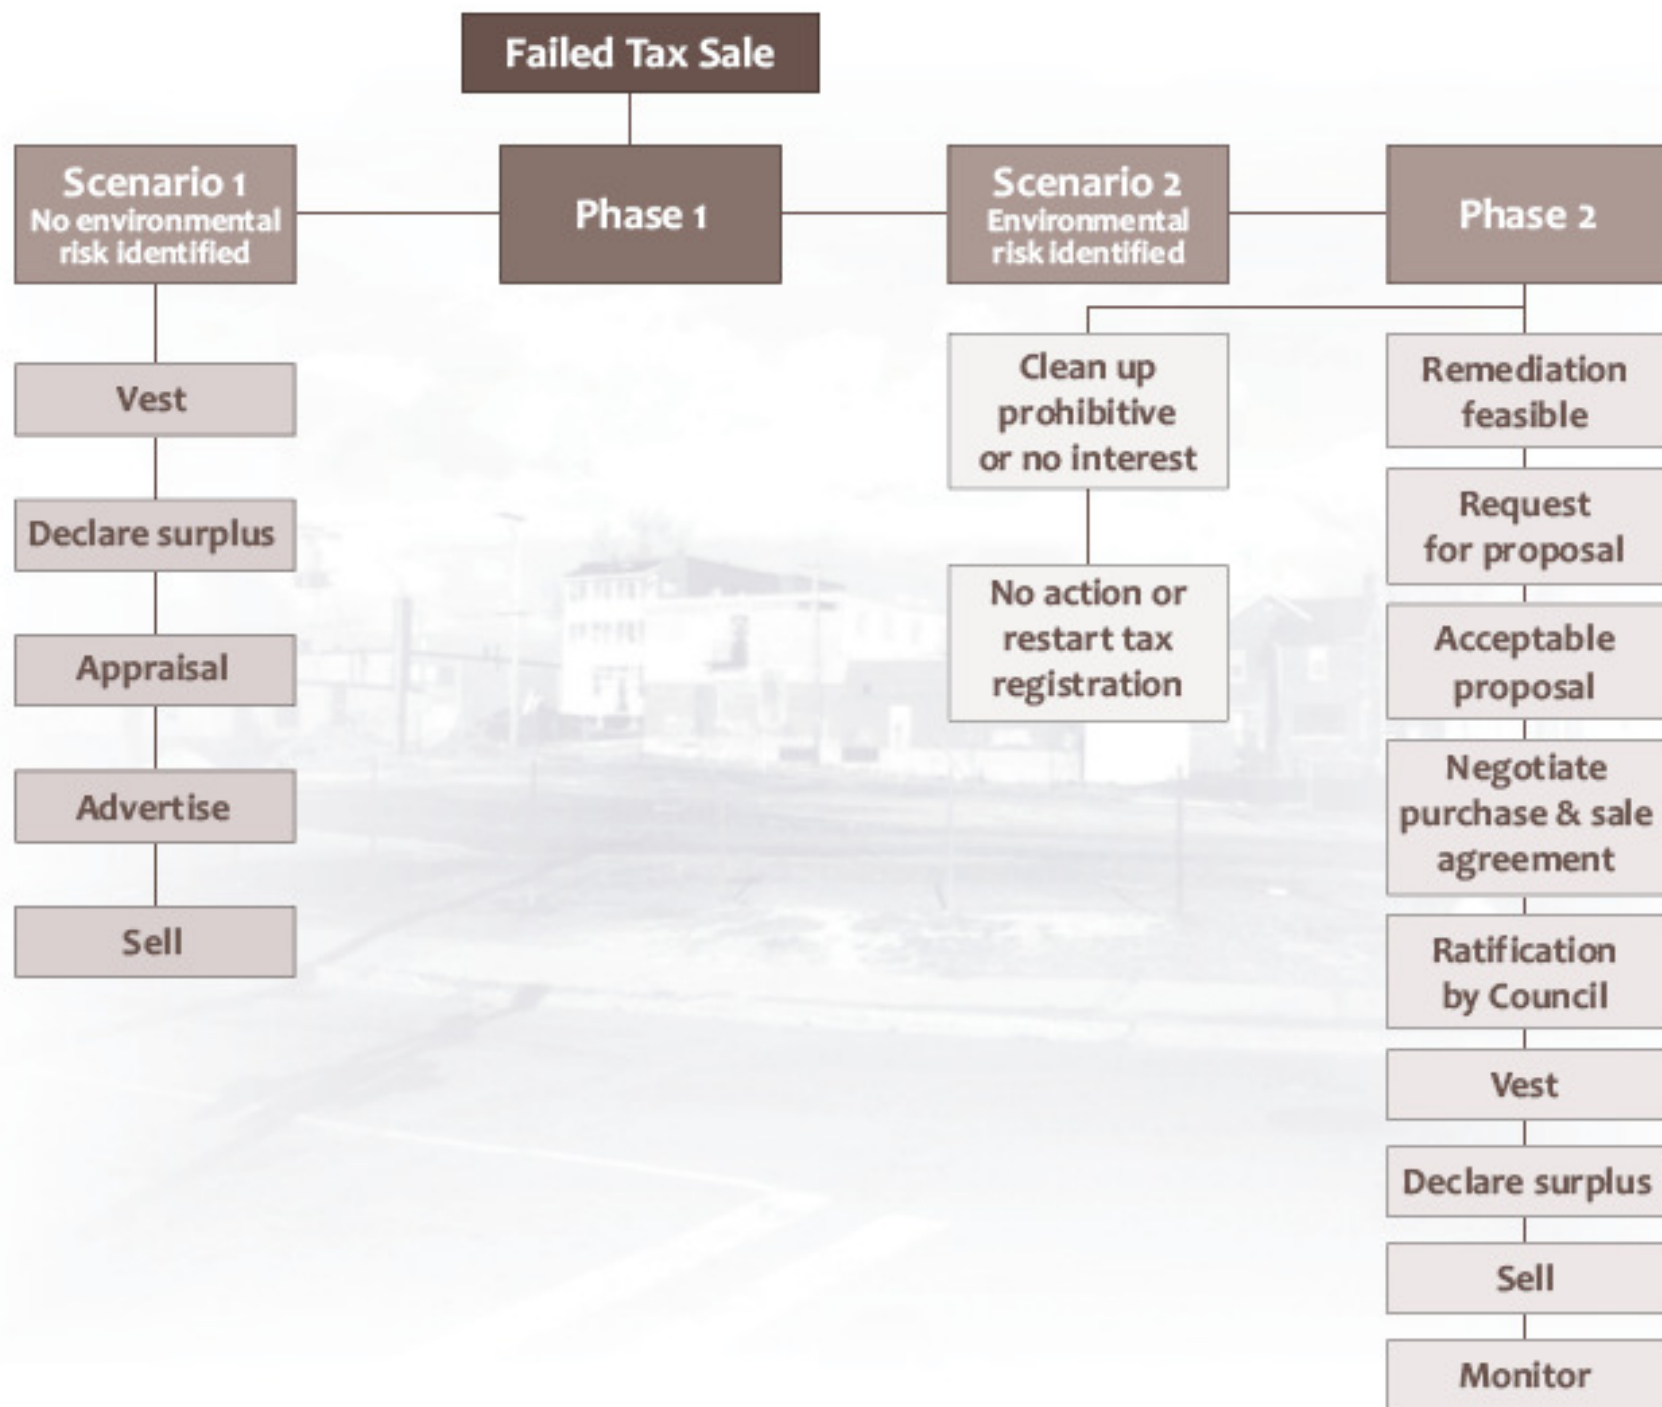 Failed Tax Sale
Scenario 1
No environmental
risk identified
Phase 1
Scenario 2
Environmental
risk identified
Phase 2
Vest
Declare surplus
Appraisal
Advertise
Sell
Clean up
prohibitive
or no interest
No action or
restart tax
registration
Remediation
feasible
Request
for proposal
Acceptable
proposal
Negotiate
purchase & sale
agreement
Ratification
by Council
Vest
Declare surplus
Sell
Monitor